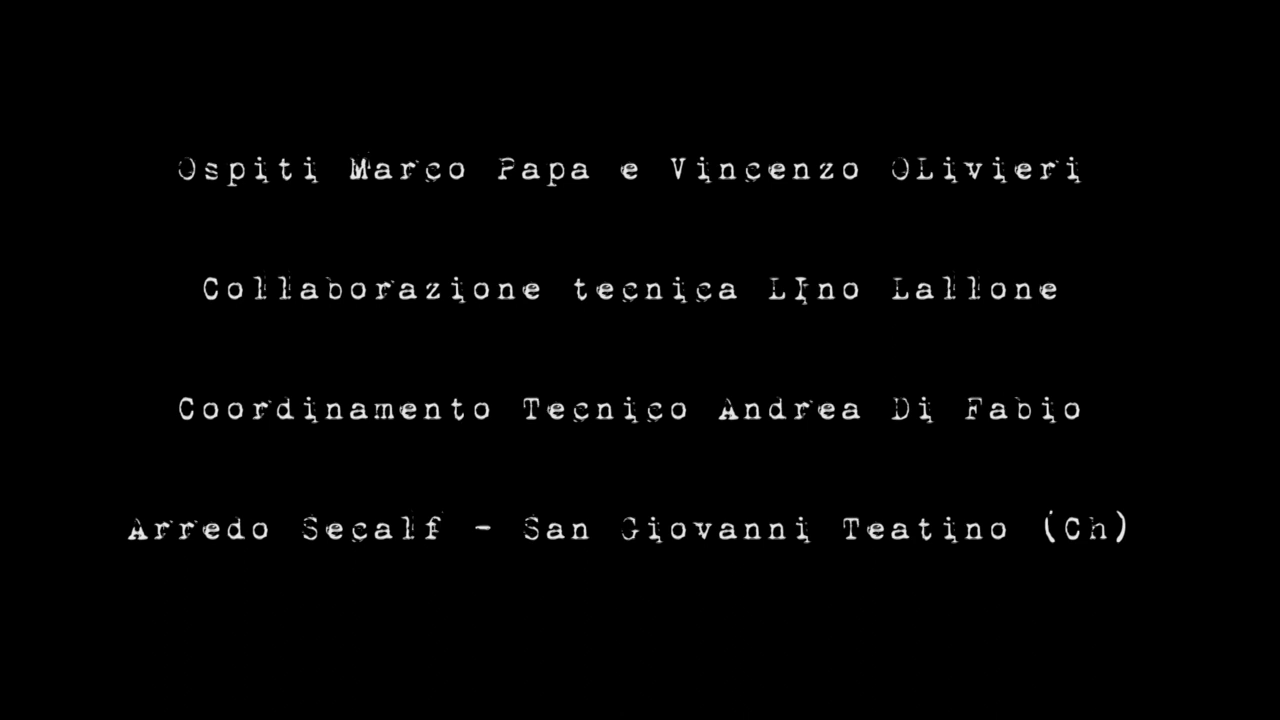 Ospiti Marco Papa e Vincenzo OLivieri
Collaborazione tecnica LIno Lallone
Coordinamento Tecnico Andrea Di Fabio
Arredo Secalf - San Giovanni Teatino (Ch)